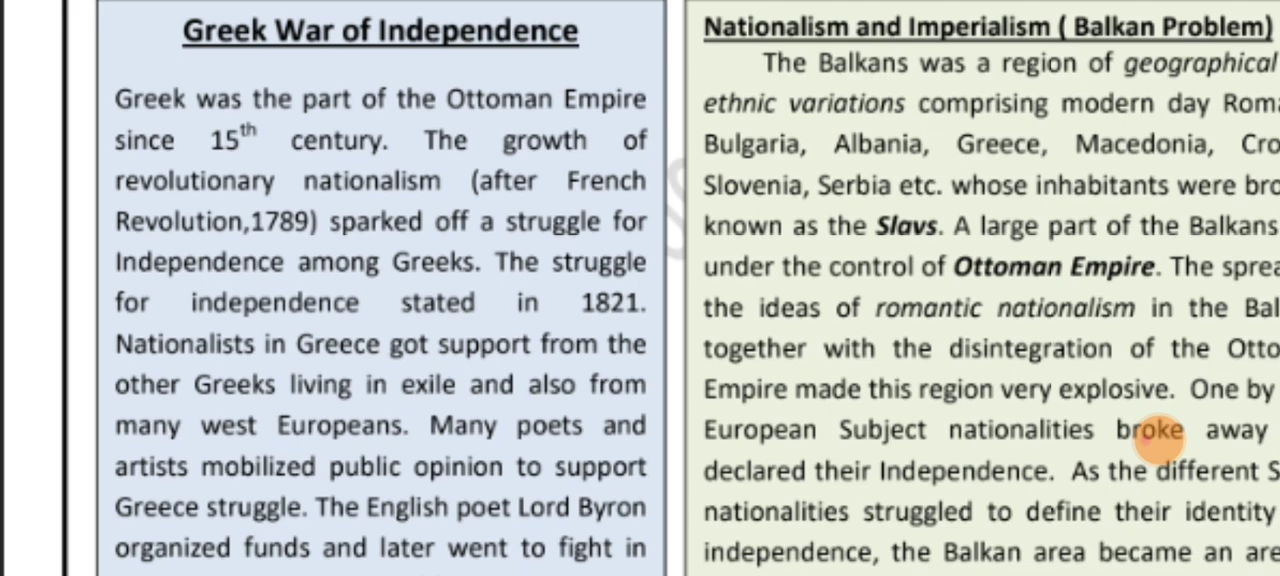 Greek War of Independence
Greek was the part of the Ottoman Empire
since 15th century. The growth of
revolutionary nationalism (after French
Revolution,1789) sparked off a struggle for
Independence among Greeks. The struggle
for independence stated in 1821.
Nationalists in Greece got support from the
other Greeks living in exile and also from
many west Europeans. Many poets and
artists mobilized public opinion to support
Greece struggle. The English poet Lord Byron
organized funds and later went to fight in
Nationalism and Imperialism ( Balkan Problem)
The Balkans was a region of geographical
ethnic variations comprising modern day
Bulgaria, Albania, Greece, Macedonia,
Slovenia, Serbia etc. whose inhabitants were
known as the Slavs. A large part of the Balkans
under the control of Ottoman Empire. The
the ideas of romantic nationalism in the
together with the disintegration of the
Empire made this region very explosive. One by
European Subject nationalities broke away
declared their Independence. As the different
nationalities struggled to define their identity
independence, the Balkan area became an